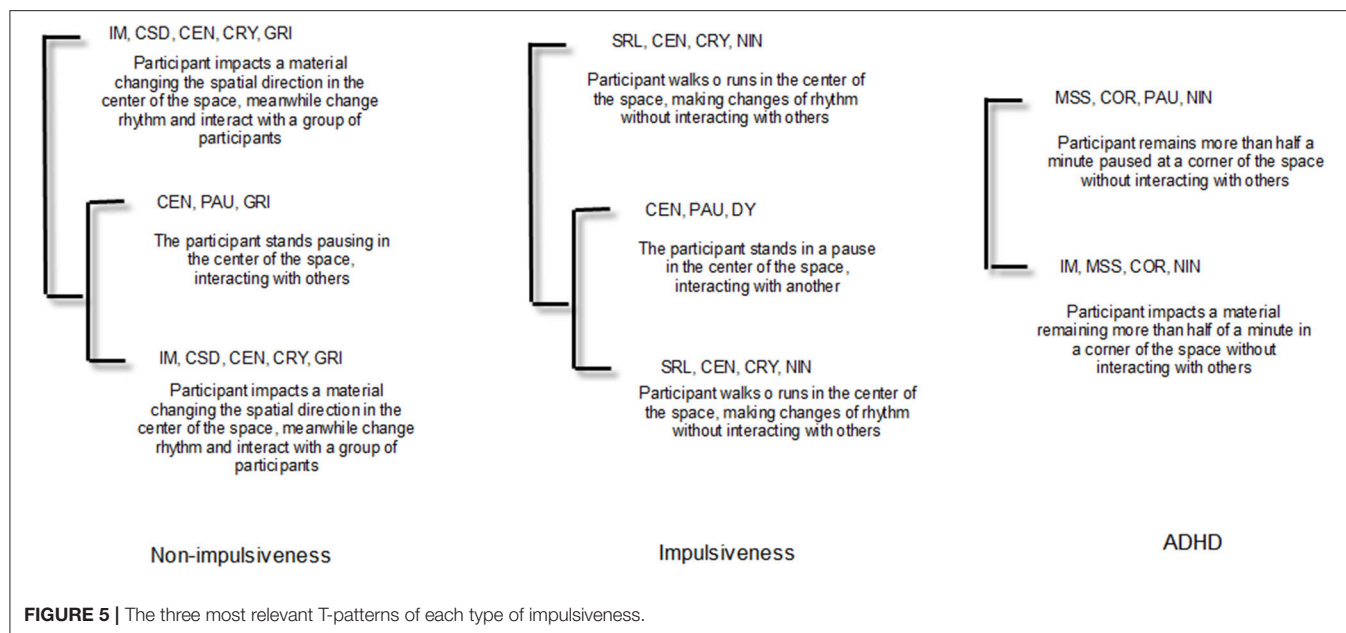 IM, CSD, CEN, CRY, GRI
Participant impacts a material
changing the spatial direction in the
center of the space, meanwhile change
rhythm and interact with a group of
participants
CEN, PAU, GRI
The participant stands pausing in
the center of the space,
interacting with others
IM, CSD, CEN, CRY, GRI
Participant impacts a material
changing the spatial direction in the
center of the space, meanwhile change
rhythm and interact with a group of
participants
Non-impulsiveness
SRL, CEN, CRY, NIN
Participant walks o runs in the center of
the space, making changes of rhythm
without interacting with others
CEN, PAU, DY
The participant stands in a pause
in the center of the space,
interacting with another
SRL, CEN, CRY, NIN
Participant walks o runs in the center of
the space, making changes of rhythm
without interacting with others
Impulsiveness
MSS, COR, PAU, NIN
Participant remains more than half a
minute paused at a corner of the space
without interacting with others
IM, MSS, COR, NIN
Participant impacts a material
remaining more than half of a minute in
a corner of the space without
interacting with others
ADHD
FIGURE 5 | The three most relevant T-patterns of each type of impulsiveness.